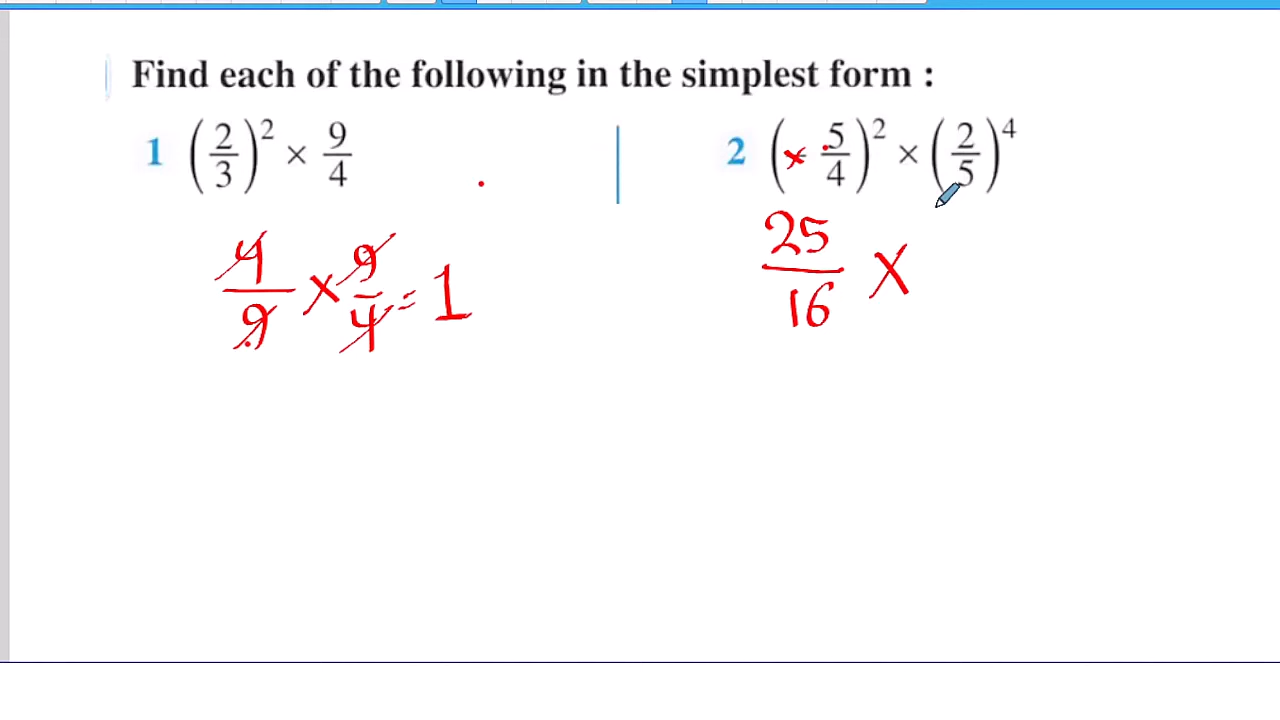 Find each of the following in the simplest form :
1 (2/3)² × 9/4
2 (- 5/4)² × (2/5)⁴
4/9 × 9/4 = 1
25/16 ×